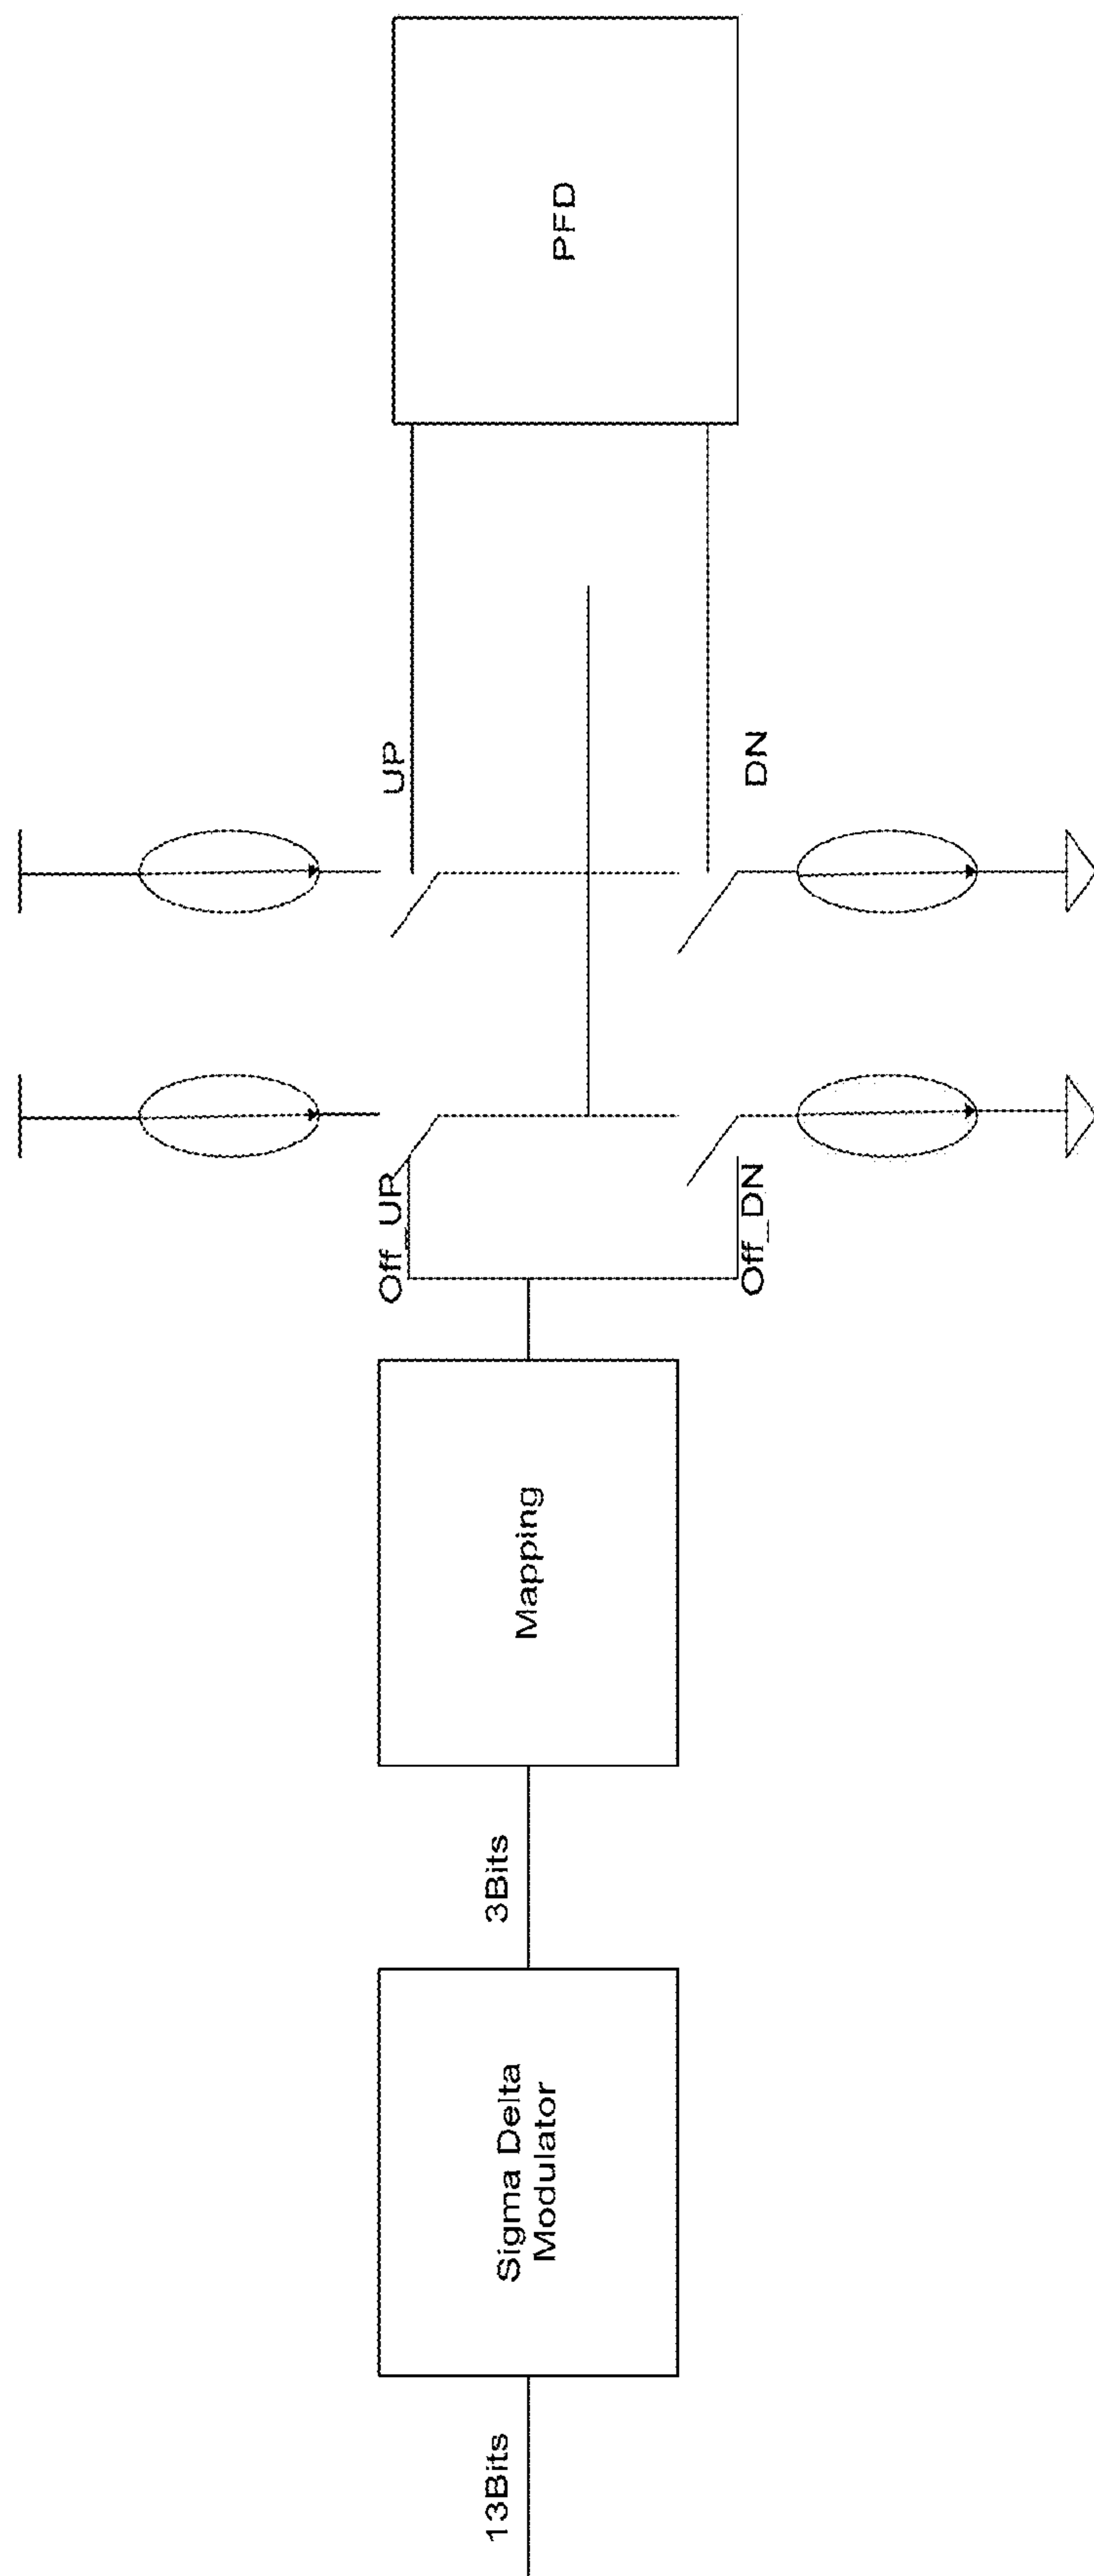 13Bits
Sigma Delta
Modulator
3Bits
Mapping
Off_UP
Off_DN
UP
DN
PFD